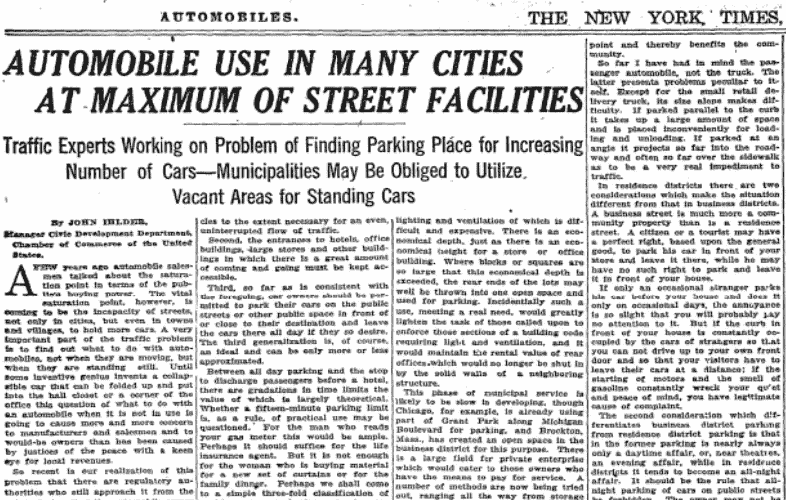 AUTOMOBILES.
THE NEW YORK TIMES,
AUTOMOBILE USE IN MANY CITIES
AT MAXIMUM OF STREET FACILITIES
Traffic Experts Working on Problem of Finding Parking Place for Increasing
Number of Cars—Municipalities May Be Obliged to Utilize
Vacant Areas for Standing Cars
By JOHN IHLDER,
Manager Civic Development Department,
Chamber of Commerce of the United
States.
A FEW years ago automobile sales-
men talked about the satura-
tion point in terms of the pub-
lic's buying power. The vital
saturation point, however, is
coming to be the incapacity of streets,
not only in cities, but even in towns
and villages, to hold more cars. A very
important part of the traffic problem
is to find out what to do with auto-
mobiles, not when they are moving, but
when they are standing still. Until
some inventive genius invents a collap-
sible car that can be folded up and put
into the hall closet or a corner of the
office this question of what to do with
an automobile when it is not in use is
going to cause more and more concern
to manufacturers and salesmen and to
would-be owners than has been caused
by justices of the peace with a keen
eye for local revenues.
So recent is our realization of this
problem that there are regulatory au-
thorities who still approach it from the
cles to the extent necessary for an even,
uninterrupted flow of traffic.
Second, the entrances to hotels, office
buildings, large stores and other build-
ings in which there is a great amount
of coming and going must be kept ac-
cessible.
Third, so far as is consistent with
the foregoing, car owners should be per-
mitted to park their cars on the public
streets or other public space in front of
or close to their destination and leave
the cars there all day if they so desire.
The third generalization is, of course,
an ideal and can be only more or less
approximated.
Between all day parking and the stop
to discharge passengers before a hotel,
there are gradations in time limits the
value of which is largely theoretical.
Whether a fifteen-minute parking limit
is, as a rule, of practical use may be
questioned. For the man who reads
your gas meter this would be ample.
Perhaps it should suffice for the life
insurance agent. But it is not enough
for the woman who is buying material
for a new set of curtains or for the
family dinner. Perhaps we shall come
to a simple three-fold classification of
lighting and ventilation of which is dif-
ficult and expensive. There is an eco-
nomical depth, just as there is an eco-
nomical height for a store or office
building. Where blocks or squares are
so large that this economical depth is
exceeded, the rear ends of the lots may
well be thrown into one open space and
used for parking. Incidentally such a
use, meeting a real need, would greatly
lighten the task of those called upon to
enforce those sections of a building code
requiring light and ventilation, and it
would maintain the rental value of rear
offices which would no longer be shut in
by the solid walls of a neighboring
structure.
This phase of municipal service is
likely to be slow in developing, though
Chicago, for example, is already using
part of Grant Park along Michigan
Boulevard for parking, and Brockton,
Mass., has created an open space in the
business district for this purpose. There
is a large field for private enterprise
which would cater to those owners who
have the means to pay for service. A
number of methods are now being tried
out, ranging all the way from storage
point and thereby benefits the com-
munity.
So far I have had in mind the pas-
senger automobile, not the truck. The
latter presents problems peculiar to it-
self. Except for the small retail de-
livery truck, its size alone makes dif-
ficulty. If parked parallel to the curb
it takes up a large amount of space
and is placed inconveniently for load-
ing and unloading. If parked at an
angle it projects so far into the road-
way and often so far over the sidewalk
as to be a very real impediment to
traffic.
In residence districts there are two
considerations which make the situation
different from that in business districts.
A business street is much more a com-
munity property than is a residence
street. A citizen or a tourist may have
a perfect right, based upon the general
good, to park his car in front of your
store and leave it there, while he may
have no such right to park and leave
it in front of your house.
If only an occasional stranger parks
his car before your house and does it
only on occasional days, the annoyance
is so slight that you will probably pay
no attention to it. But if the curb in
front of your house is constantly oc-
cupied by the cars of strangers so that
you can not drive up to your own front
door and so that your visitors have to
leave their cars at a distance; if the
starting of motors and the smell of
gasoline constantly wreck your quiet
and peace of mind, you have legitimate
cause of complaint.
The second consideration which dif-
ferentiates business district parking
from residence district parking is that
in the former parking is nearly always
only a daytime affair, or, near theatres,
an evening affair, while in residence
districts it tends to become an all-night
affair. It should be the rule that all-
night parking of cars on public streets